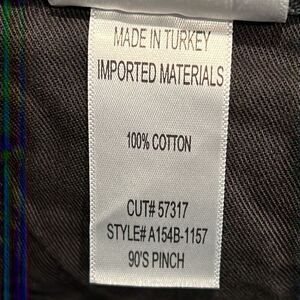 MADE IN TURKEY
IMPORTED MATERIALS
100% COTTON
CUT# 57317
STYLE# A154B-1157
90'S PINCH